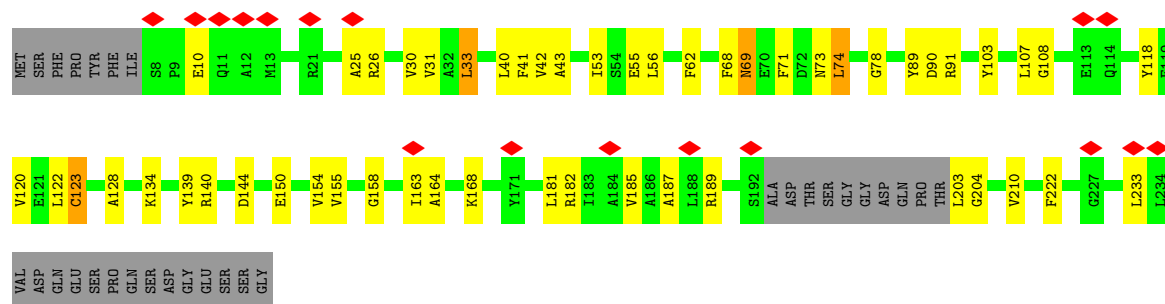 MET SER PHE PRO TYR PHE ILE S8 P9 E10 Q11 A12 M13 R21 A25 R26 V30 V31 A32 L33 L40 F41 V42 A43 I53 S54 E55 L56 F62 F68 N69 E70 F71 D72 N73 L74 G78 Y89 D90 R91 Y103 L107 G108 E113 Q114 Y118
V120 E121 L122 C123 A128 K134 Y139 R140 D144 E150 V154 V155 G158 I163 A164 K168 Y171 L181 R182 I183 A184 V185 A186 A187 L188 R189 S192 ALA ASP THR SER GLY GLY ASP GLN PRO THR L203 G204 V210 F222 G227 L233 L234
VAL ASP GLN GLU SER PRO GLN SER ASP GLY GLU SER SER GLY